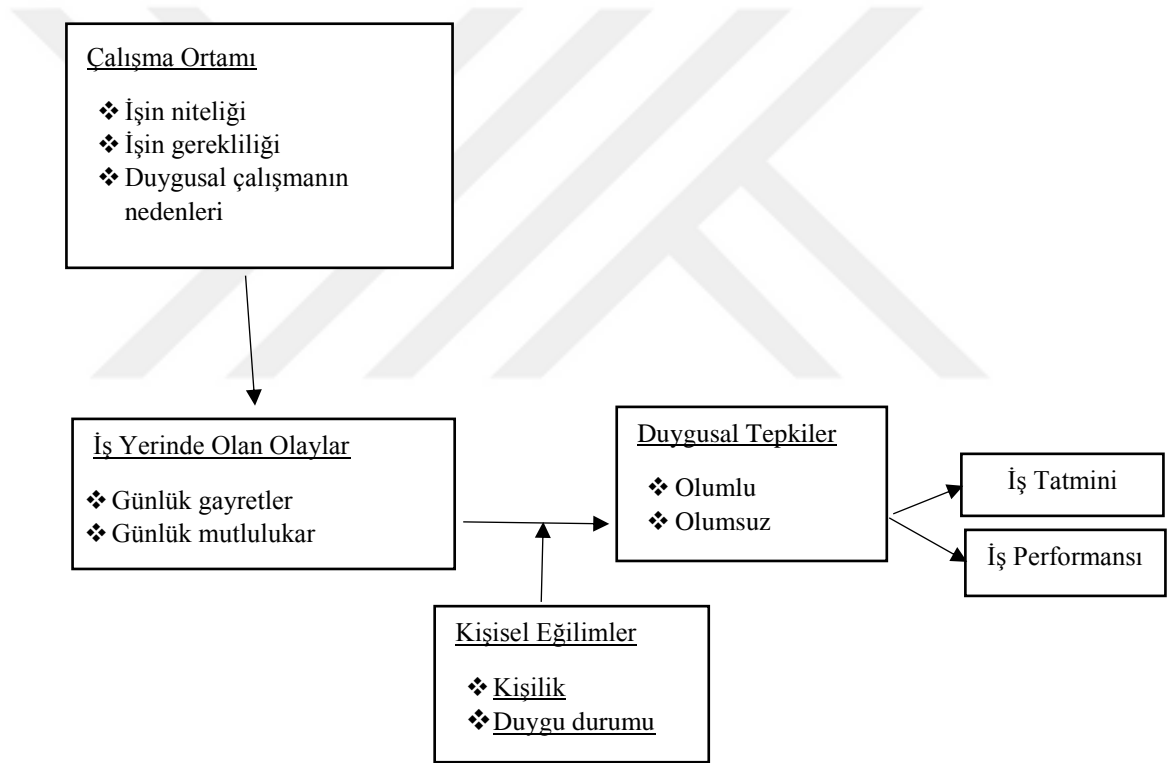 Çalışma Ortamı
❖ İşin niteliği
❖ İşin gerekliliği
❖ Duygusal çalışmanın
nedenleri
İş Yerinde Olan Olaylar
❖ Günlük gayretler
❖ Günlük mutlulukar
Duygusal Tepkiler
❖ Olumlu
❖ Olumsuz
İş Tatmini
İş Performansı
Kişisel Eğilimler
❖ Kişilik
❖ Duygu durumu